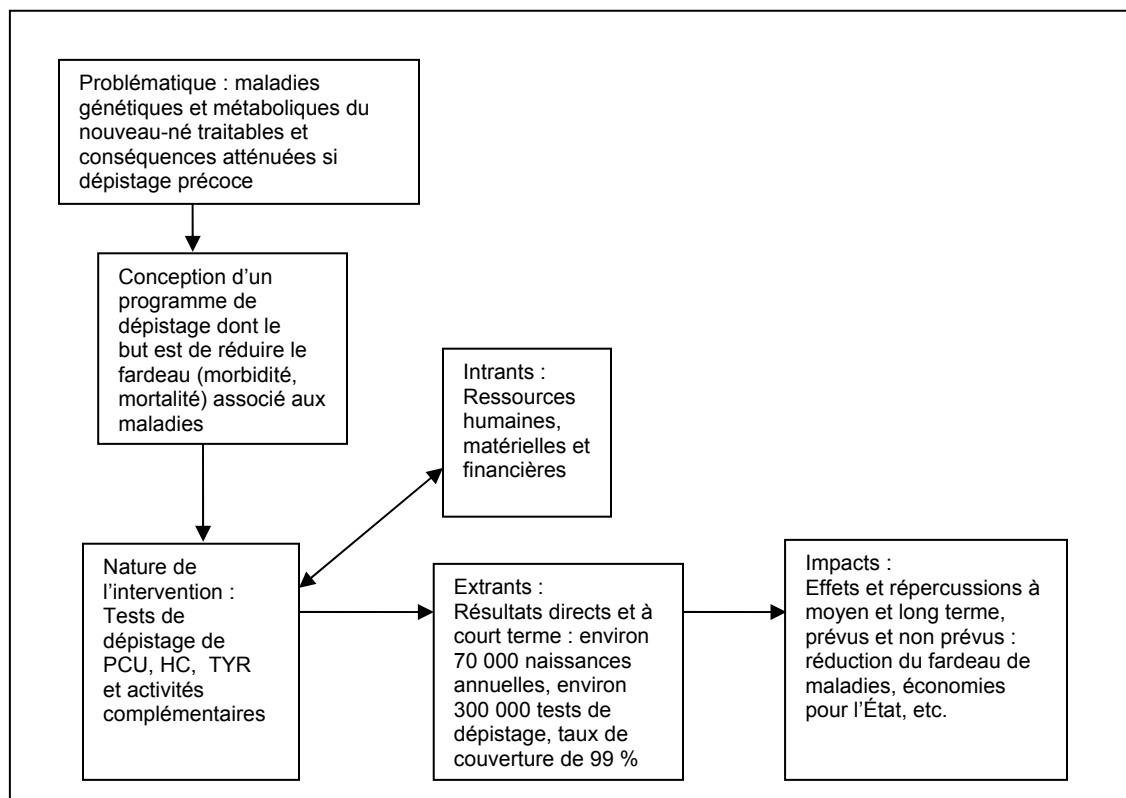 Problématique : maladies
génétiques et métaboliques du
nouveau-né traitables et
conséquences atténuées si
dépistage précoce
Conception d’un
programme de
dépistage dont le
but est de réduire le
fardeau (morbidité,
mortalité) associé aux
maladies
Intrants :
Ressources
humaines,
matérielles et
financières
Nature de
l’intervention :
Tests de
dépistage de
PCU, HC, TYR
et activités
complémentaires
Extrants :
Résultats directs et à
court terme : environ
70 000 naissances
annuelles, environ
300 000 tests de
dépistage, taux de
couverture de 99 %
Impacts :
Effets et répercussions à
moyen et long terme,
prévus et non prévus :
réduction du fardeau de
maladies, économies
pour l’État, etc.